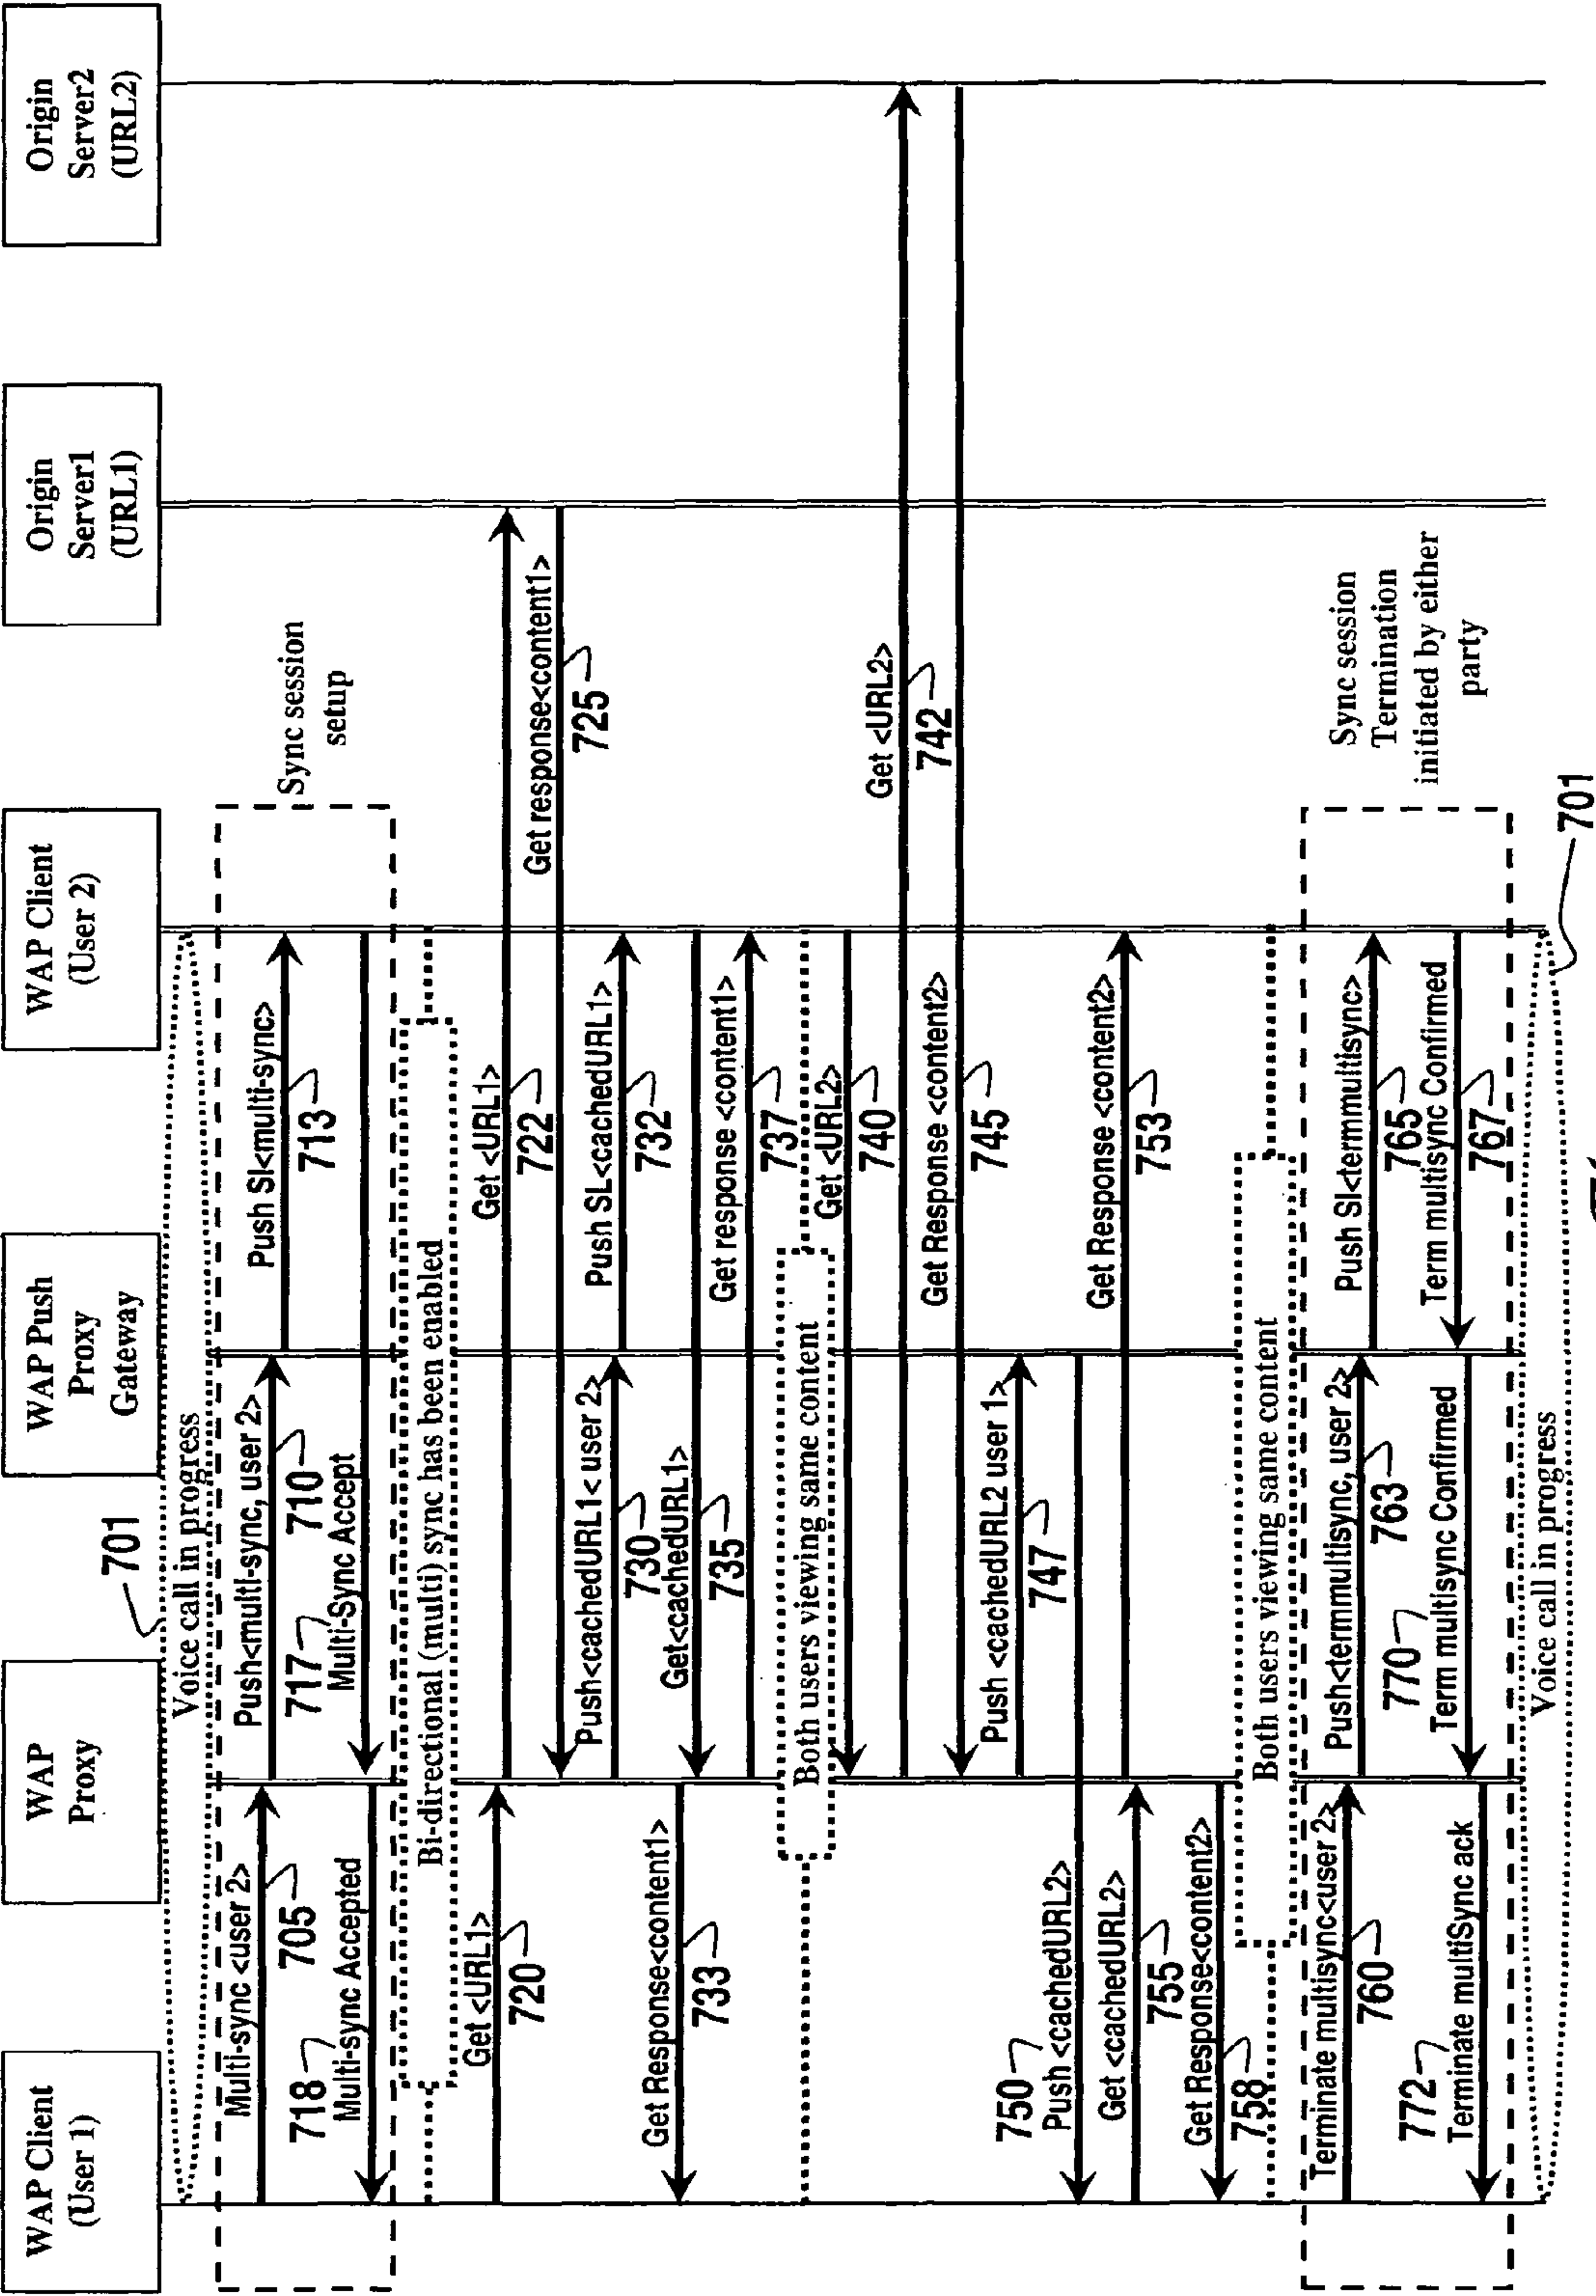 WAP Client
(User 1)
WAP
Proxy
WAP Push
Proxy
Gateway
WAP Client
(User 2)
Origin
Server1
(URL1)
Origin
Server2
(URL2)
701
Voice call in progress
Multi-sync <user 2>
705
Push<multi-sync, user 2>
710
Push SI<multi-sync>
713
Sync session
setup
717
Multi-Sync Accept
718
Multi-sync Accepted
Bi-directional (multi) sync has been enabled
Get <URL1>
720
Get <URL1>
722
Get response<content1>
725
Push<cachedURL1< user 2>
730
Push SL<cachedURL1>
732
Get Response<content1>
733
Get<cachedURL1>
735
Get response <content1>
737
Both users viewing same content
Get <URL2>
740
Get <URL2>
742
Get Response <content2>
745
Push <cachedURL2 user 1>
747
750
Push <cachedURL2>
Get Response <content2>
753
Get <cachedURL2>
755
Get Response<content2>
758
Both users viewing same content
Terminate multisync<user 2>
760
Push<termmultisync, user 2>
763
Push SI<termmultisync>
765
Term multisync Confirmed
767
770
Term multisync Confirmed
772
Terminate multiSync ack
Sync session
Termination
initiated by either
party
Voice call in progress
701